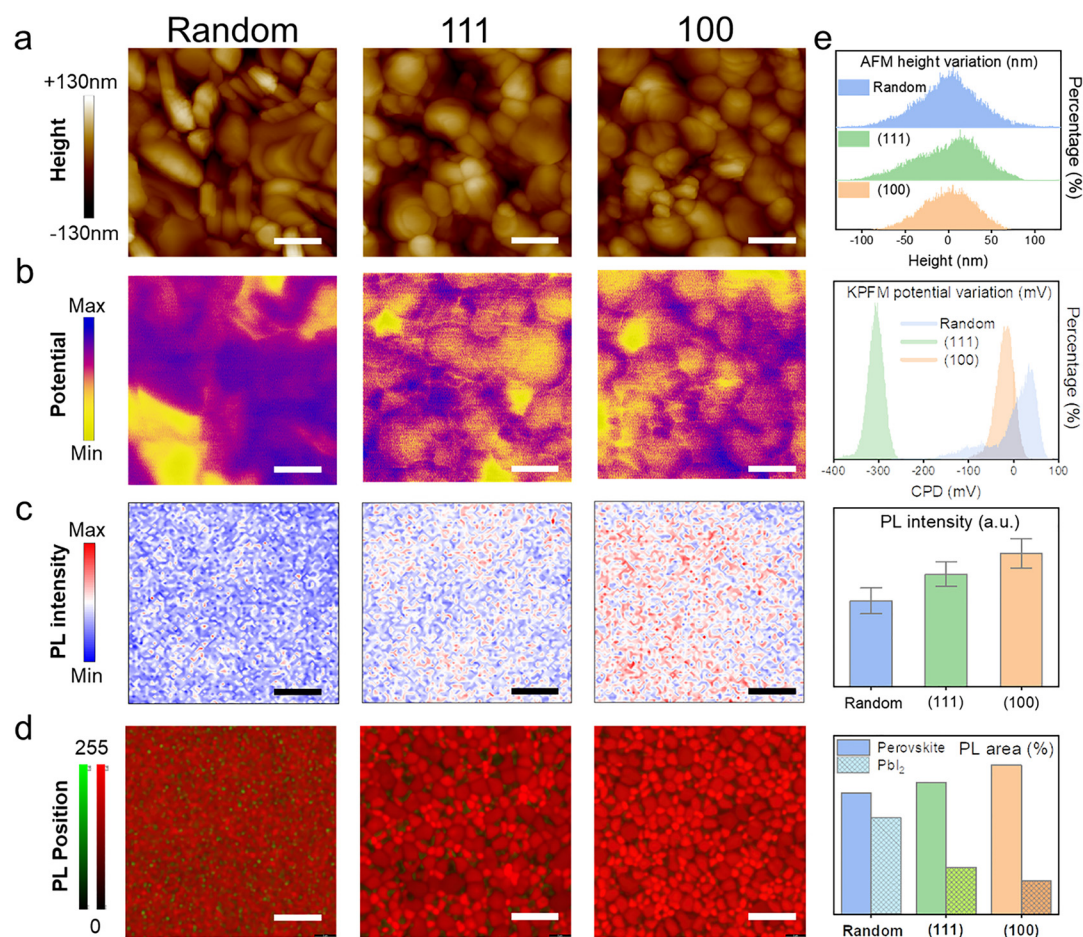 Random 111 100
a
+130nm
Height
-130nm
b
Max
Potential
Min
c
Max
PL intensity
Min
d
255
PL Position
0
e
AFM height variation (nm)
Random
(111)
(100)
Percentage (%)
-100 -50 0 50 100
Height (nm)
KPFM potential variation (mV)
Random
(111)
(100)
Percentage (%)
-400 -300 -200 -100 0 100
CPD (mV)
PL intensity (a.u.)
Random (111) (100)
Perovskite PL area (%)
PbI2
Random (111) (100)